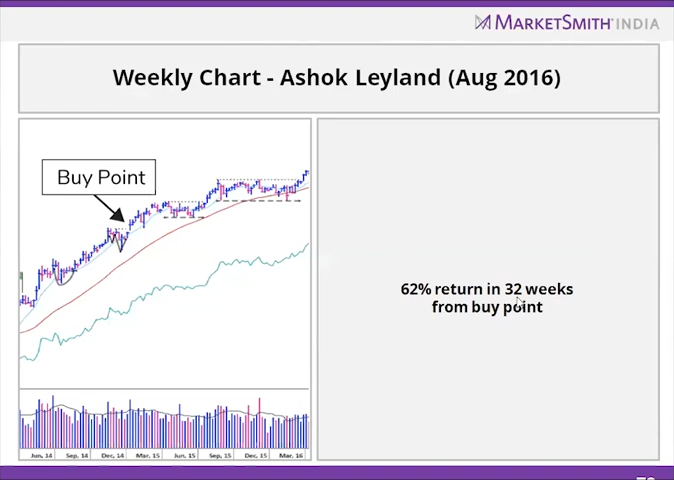 MARKETSMITH INDIA
Weekly Chart - Ashok Leyland (Aug 2016)
Buy Point
62% return in 32 weeks
from buy point
Jun, 14 Sep, 14 Dec, 14 Mar, 15 Jun, 15 Sep, 15 Dec, 15 Mar, 16